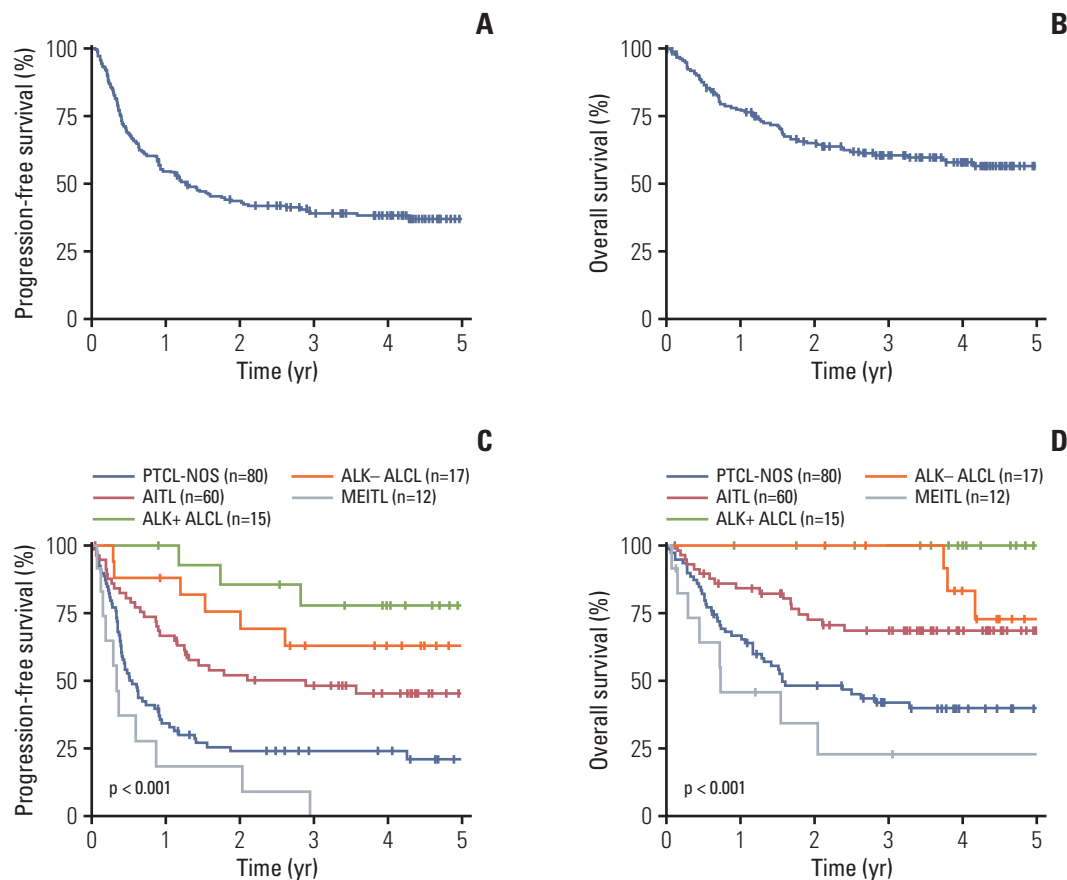 A
Progression-free survival (%)
100
75
50
25
0
0 1 2 3 4 5
Time (yr)
B
Overall survival (%)
100
75
50
25
0
0 1 2 3 4 5
Time (yr)
C
PTCL-NOS (n=80) ALK– ALCL (n=17)
AITL (n=60) MEITL (n=12)
ALK+ ALCL (n=15)
Progression-free survival (%)
100
75
50
25
0
p < 0.001
0 1 2 3 4 5
Time (yr)
D
PTCL-NOS (n=80) ALK– ALCL (n=17)
AITL (n=60) MEITL (n=12)
ALK+ ALCL (n=15)
Overall survival (%)
100
75
50
25
0
p < 0.001
0 1 2 3 4 5
Time (yr)